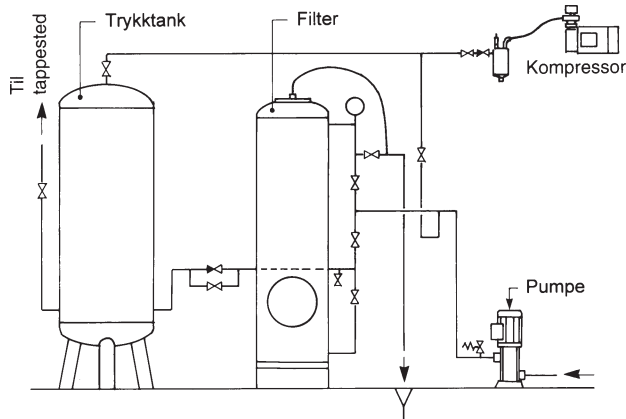 Trykktank
Filter
Kompressor
Til
tappested
Pumpe